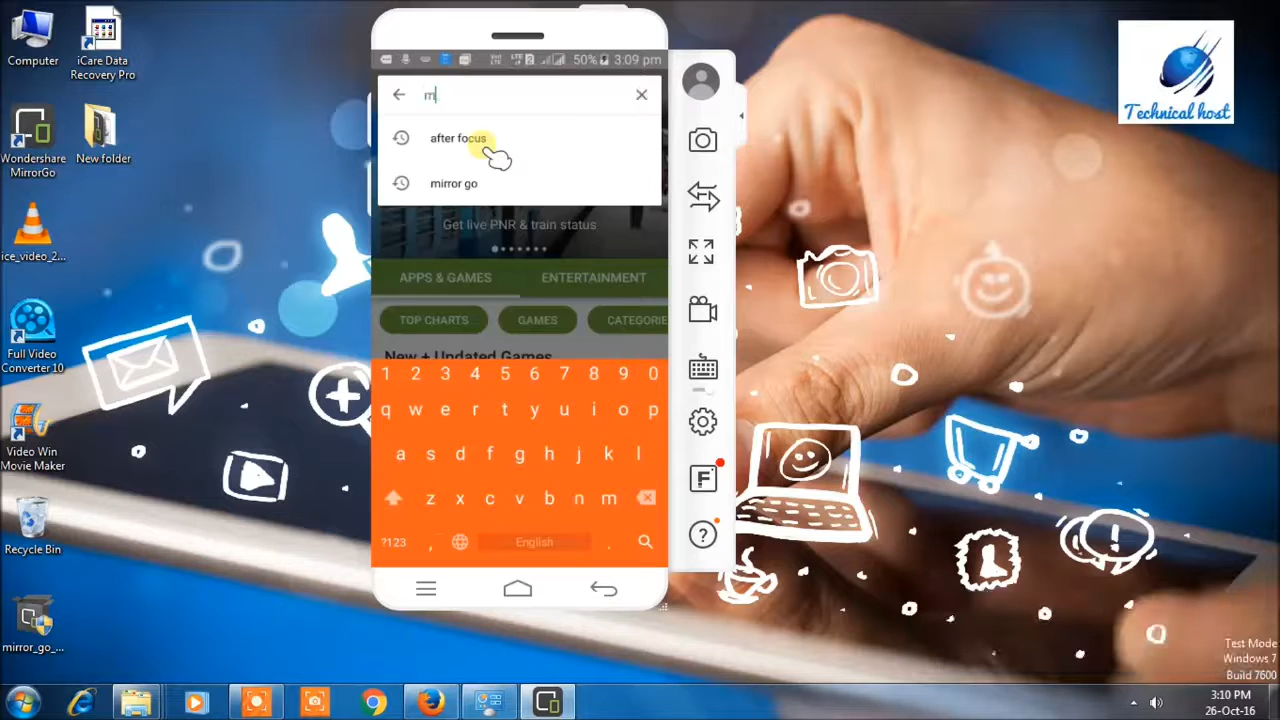 Computer
iCare Data
Recovery Pro
Wondershare
MirrorGo
New folder
ice_video_2...
Full Video
Converter 10
Video Win
Movie Maker
Recycle Bin
mirror_go_...
50% 3:09 pm
m
after focus
mirror go
Get live PNR & train status
APPS & GAMES ENTERTAINMENT
TOP CHARTS GAMES CATEGORIE
New + Updated Games
1 2 3 4 5 6 7 8 9 0
q w e r t y u i o p
a s d f g h j k l
z x c v b n m
?123 , English .
F
?
Technical host
Test Mode
Windows 7
Build 7600
3:10 PM
26-Oct-16